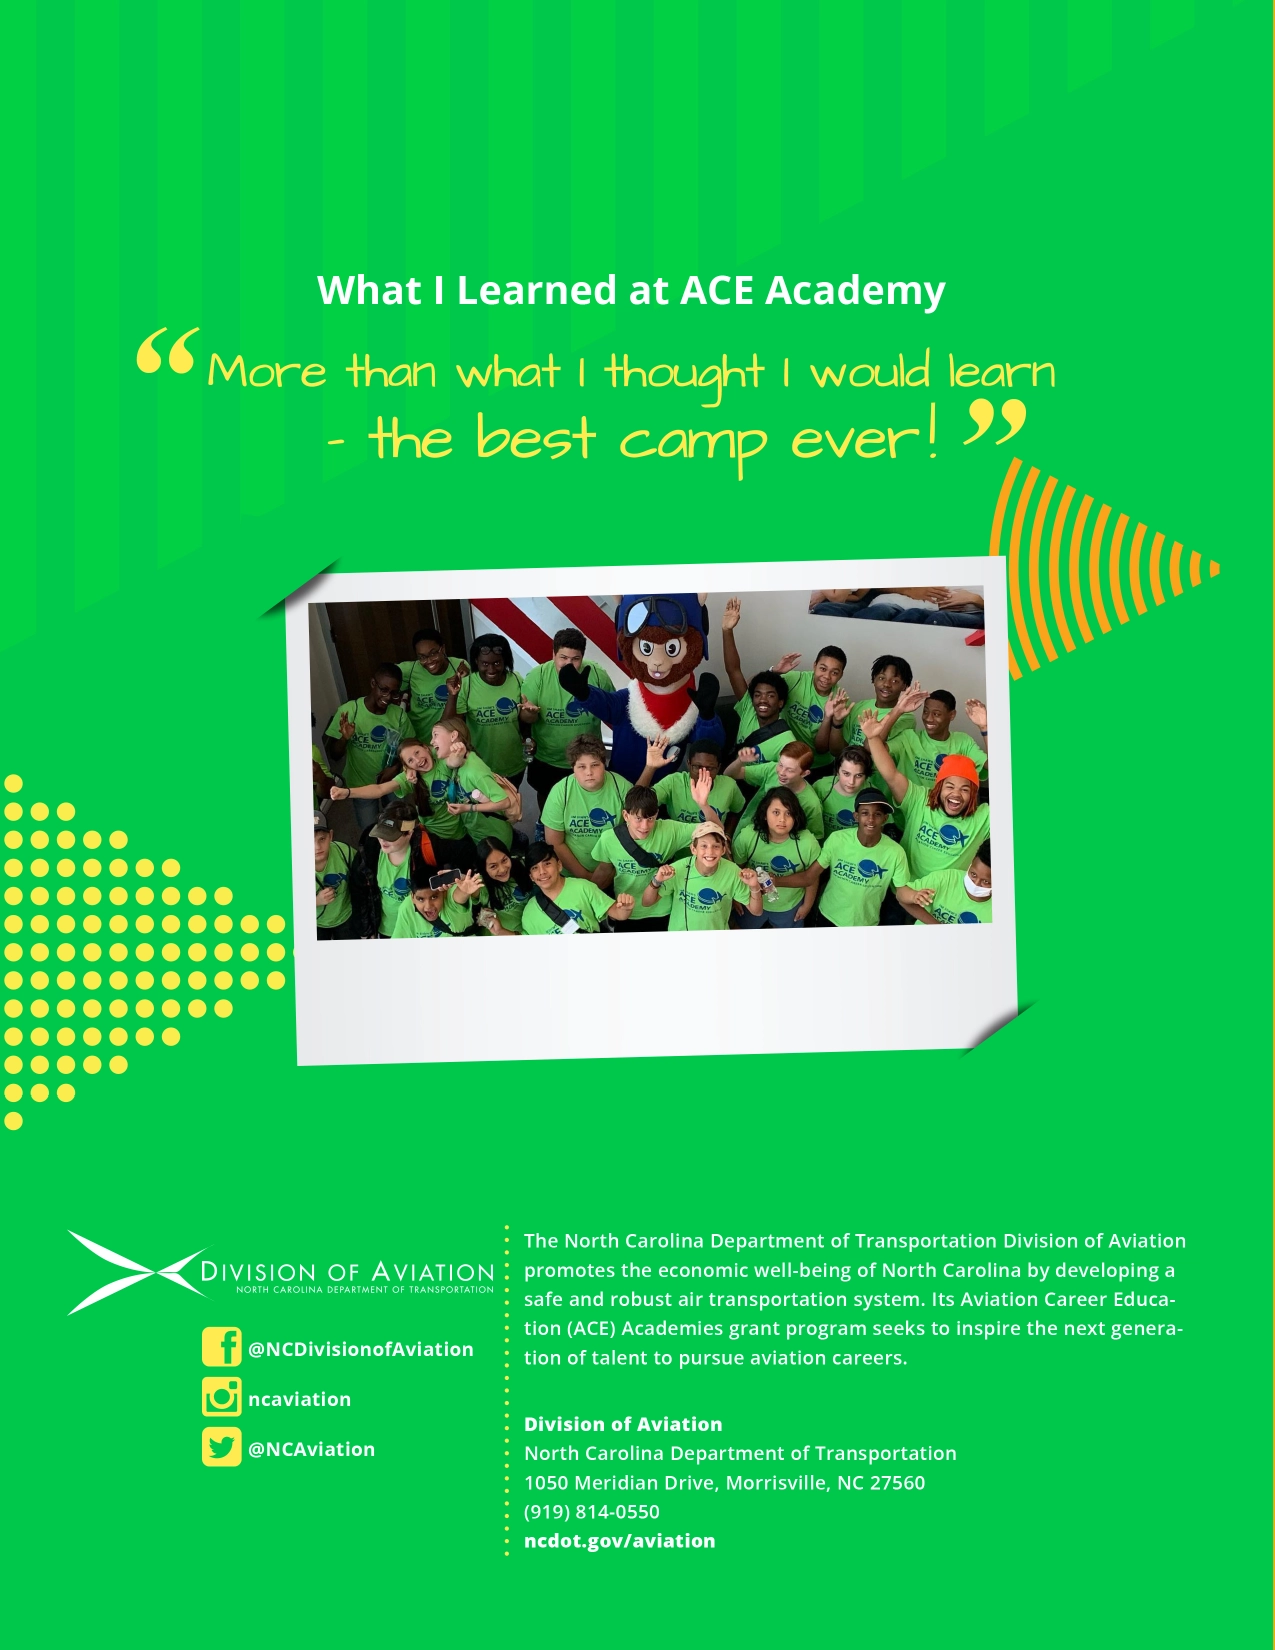 What I Learned at ACE Academy
“More than what I thought I would learn
- the best camp ever!”
ACE
ACADEMY
DIVISION OF AVIATION
NORTH CAROLINA DEPARTMENT OF TRANSPORTATION
@NCDivisionofAviation
ncaviation
@NCAviation
The North Carolina Department of Transportation Division of Aviation
promotes the economic well-being of North Carolina by developing a
safe and robust air transportation system. Its Aviation Career Educa-
tion (ACE) Academies grant program seeks to inspire the next genera-
tion of talent to pursue aviation careers.
Division of Aviation
North Carolina Department of Transportation
1050 Meridian Drive, Morrisville, NC 27560
(919) 814-0550
ncdot.gov/aviation